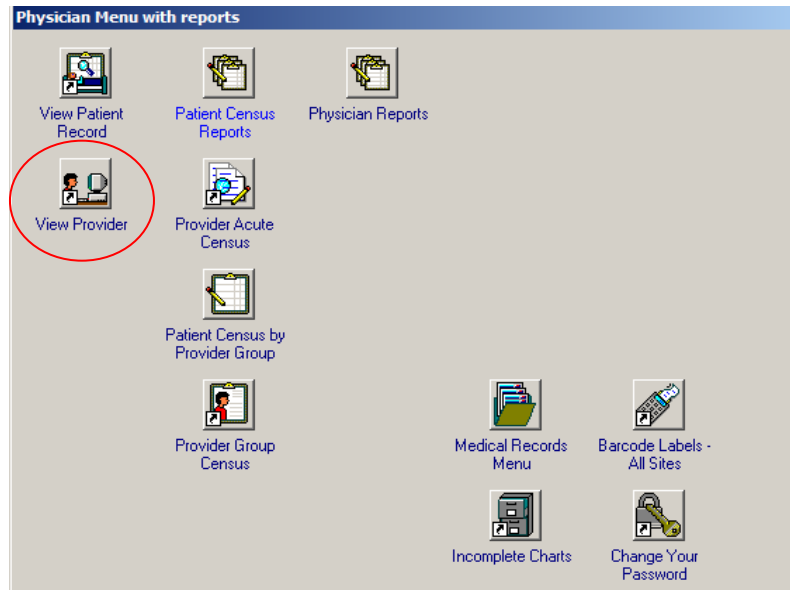 Physician Menu with reports
View Patient
Record
Patient Census
Reports
Physician Reports
View Provider
Provider Acute
Census
Patient Census by
Provider Group
Provider Group
Census
Medical Records
Menu
Barcode Labels -
All Sites
Incomplete Charts
Change Your
Password